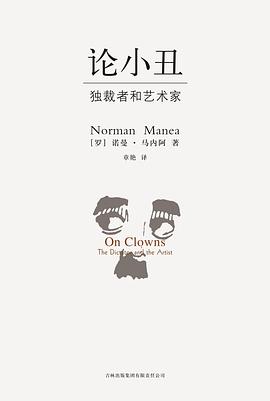 论小丑
独裁者和艺术家
Norman Manea
[罗] 诺曼·马内阿 著
章艳 译
On Clowns
The Dictator and the Artist
吉林出版集团有限责任公司